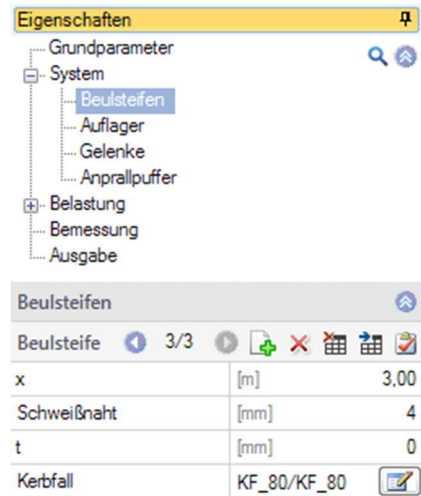 Eigenschaften
Grundparameter
System
Beulsteifen
Auflager
Gelenke
Anprallpuffer
Belastung
Bemessung
Ausgabe
Beulsteifen
Beulsteife 3/3
x [m] 3,00
Schweißnaht [mm] 4
t [mm] 0
Kerbfall KF_80/KF_80